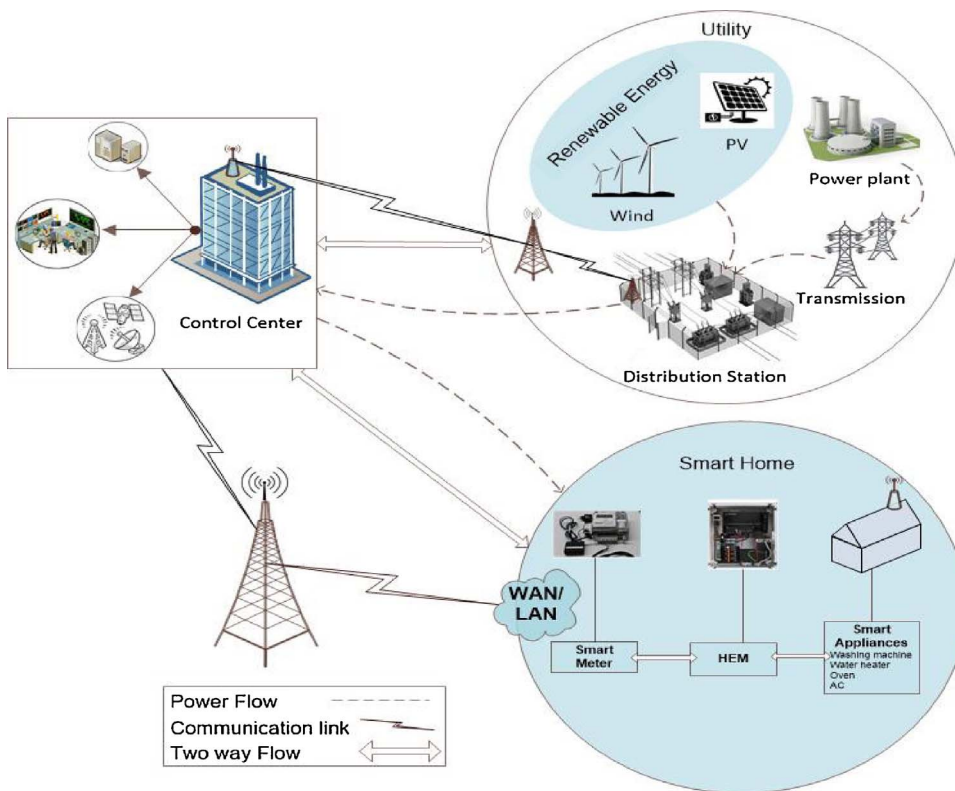 Utility
Renewable Energy
PV
Wind
Power plant
Transmission
Distribution Station
Control Center
Smart Home
WAN/
LAN
Smart
Meter
HEM
Smart
Appliances
Washing machine
Water heater
Oven
AC
Power Flow
Communication link
Two way Flow